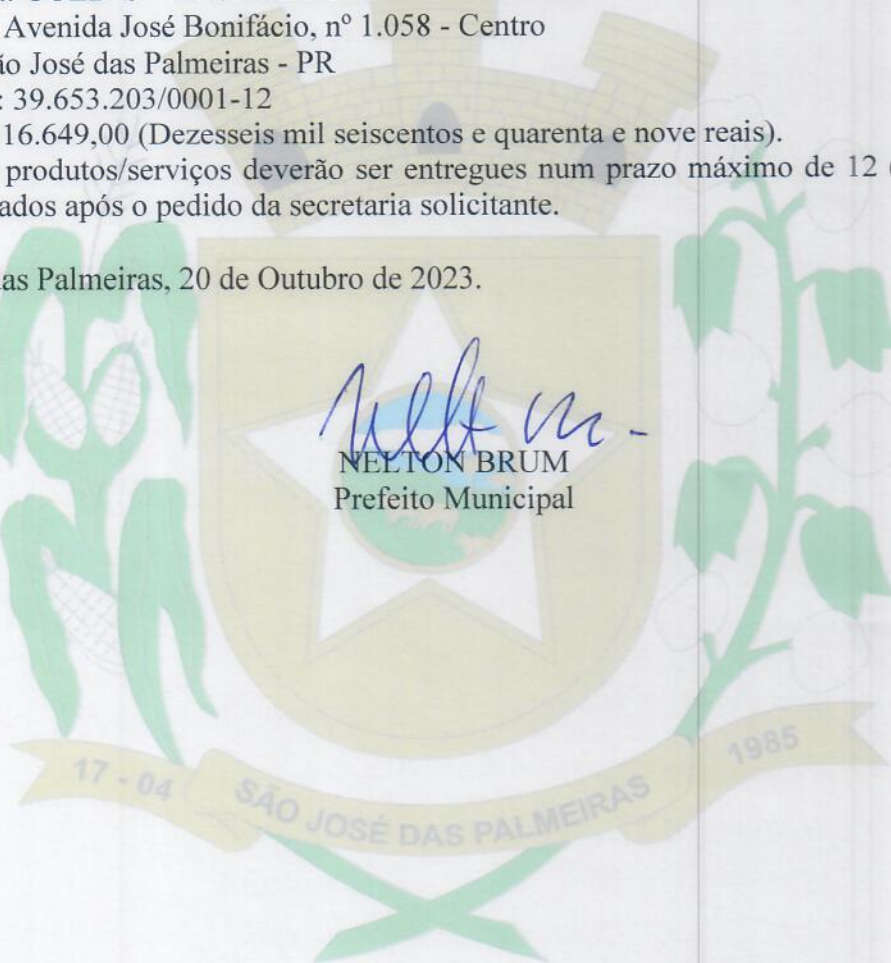 Avenida José Bonifácio, nº 1.058 - Centro
ão José das Palmeiras - PR
: 39.653.203/0001-12
16.649,00 (Dezesseis mil seiscentos e quarenta e nove reais).
produtos/serviços deverão ser entregues num prazo máximo de 12 (
ados após o pedido da secretaria solicitante.
as Palmeiras, 20 de Outubro de 2023.
NELTON BRUM
Prefeito Municipal
17 - 04 SÃO JOSÉ DAS PALMEIRAS 1985